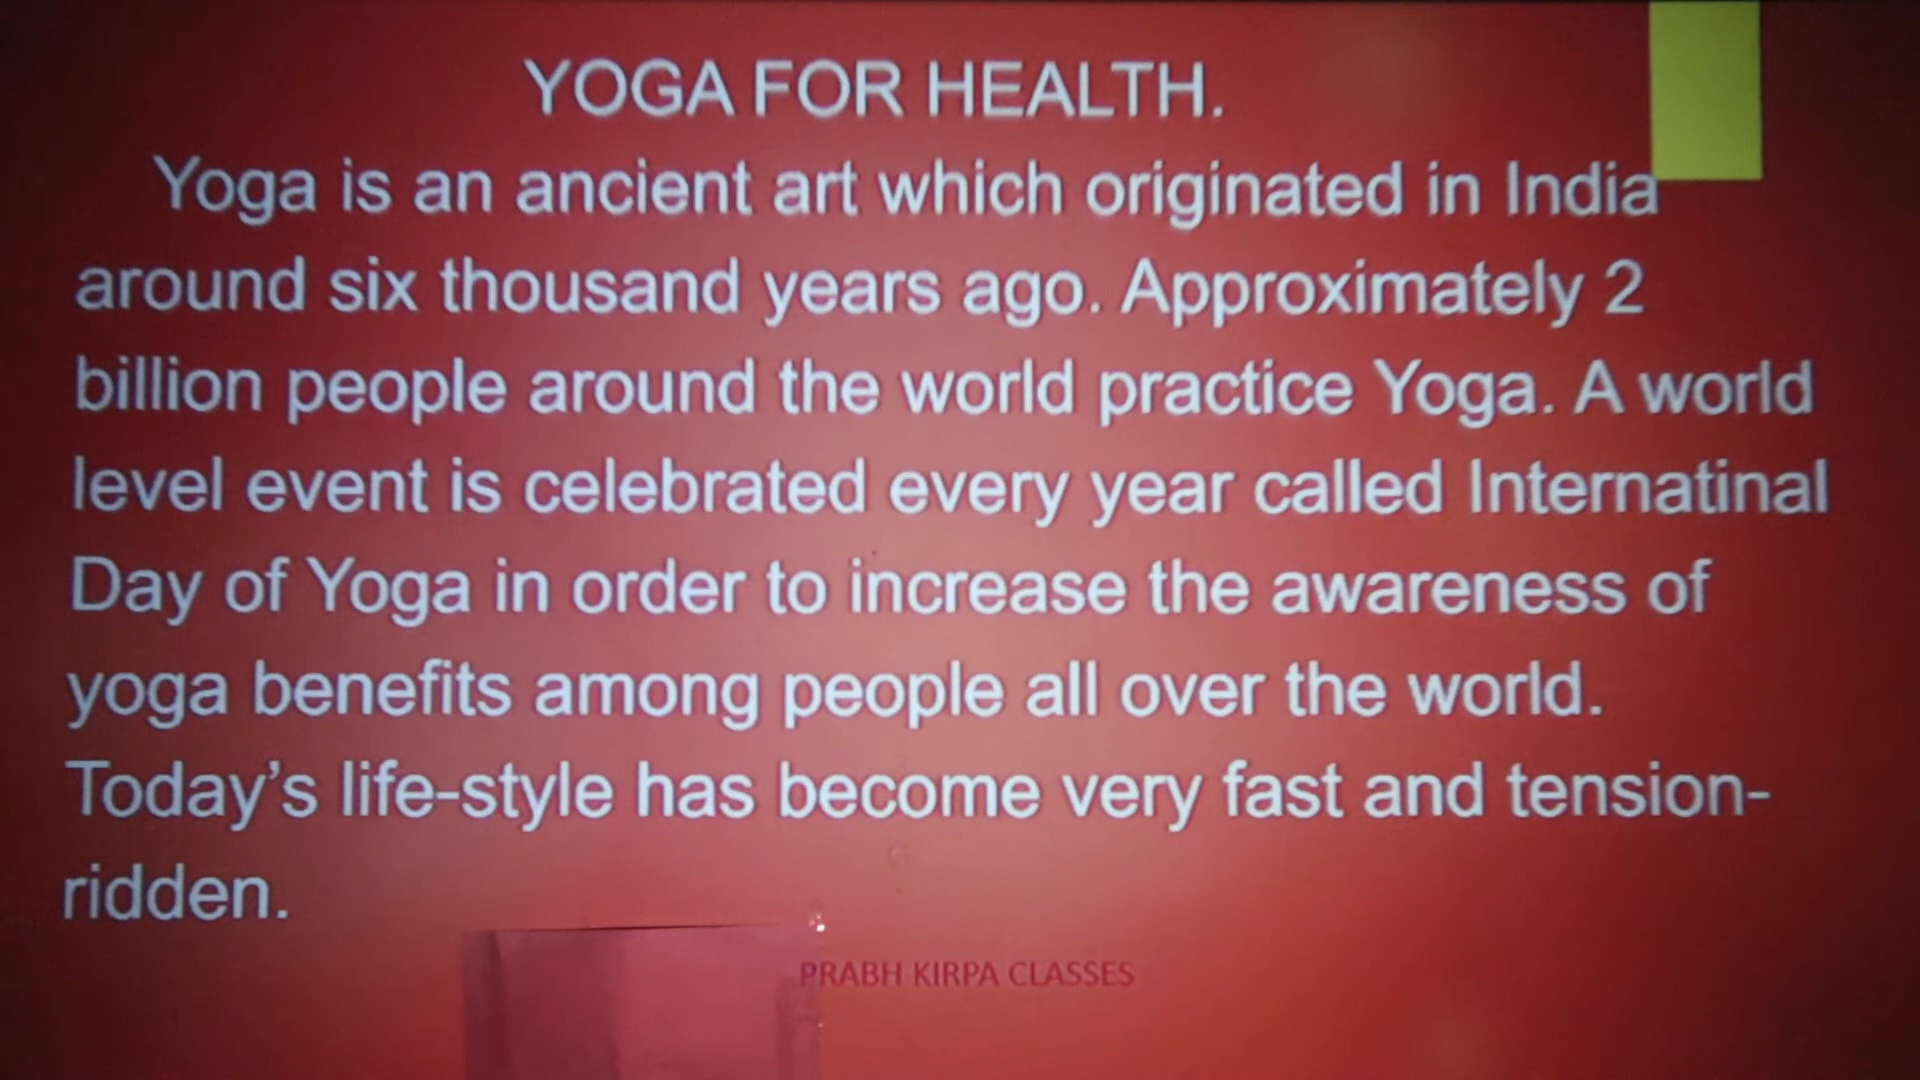 YOGA FOR HEALTH.
Yoga is an ancient art which originated in India
around six thousand years ago. Approximately 2
billion people around the world practice Yoga. A world
level event is celebrated every year called Internatinal
Day of Yoga in order to increase the awareness of
yoga benefits among people all over the world.
Today's life-style has become very fast and tension-
ridden.
PRABH KIRPA CLASSES